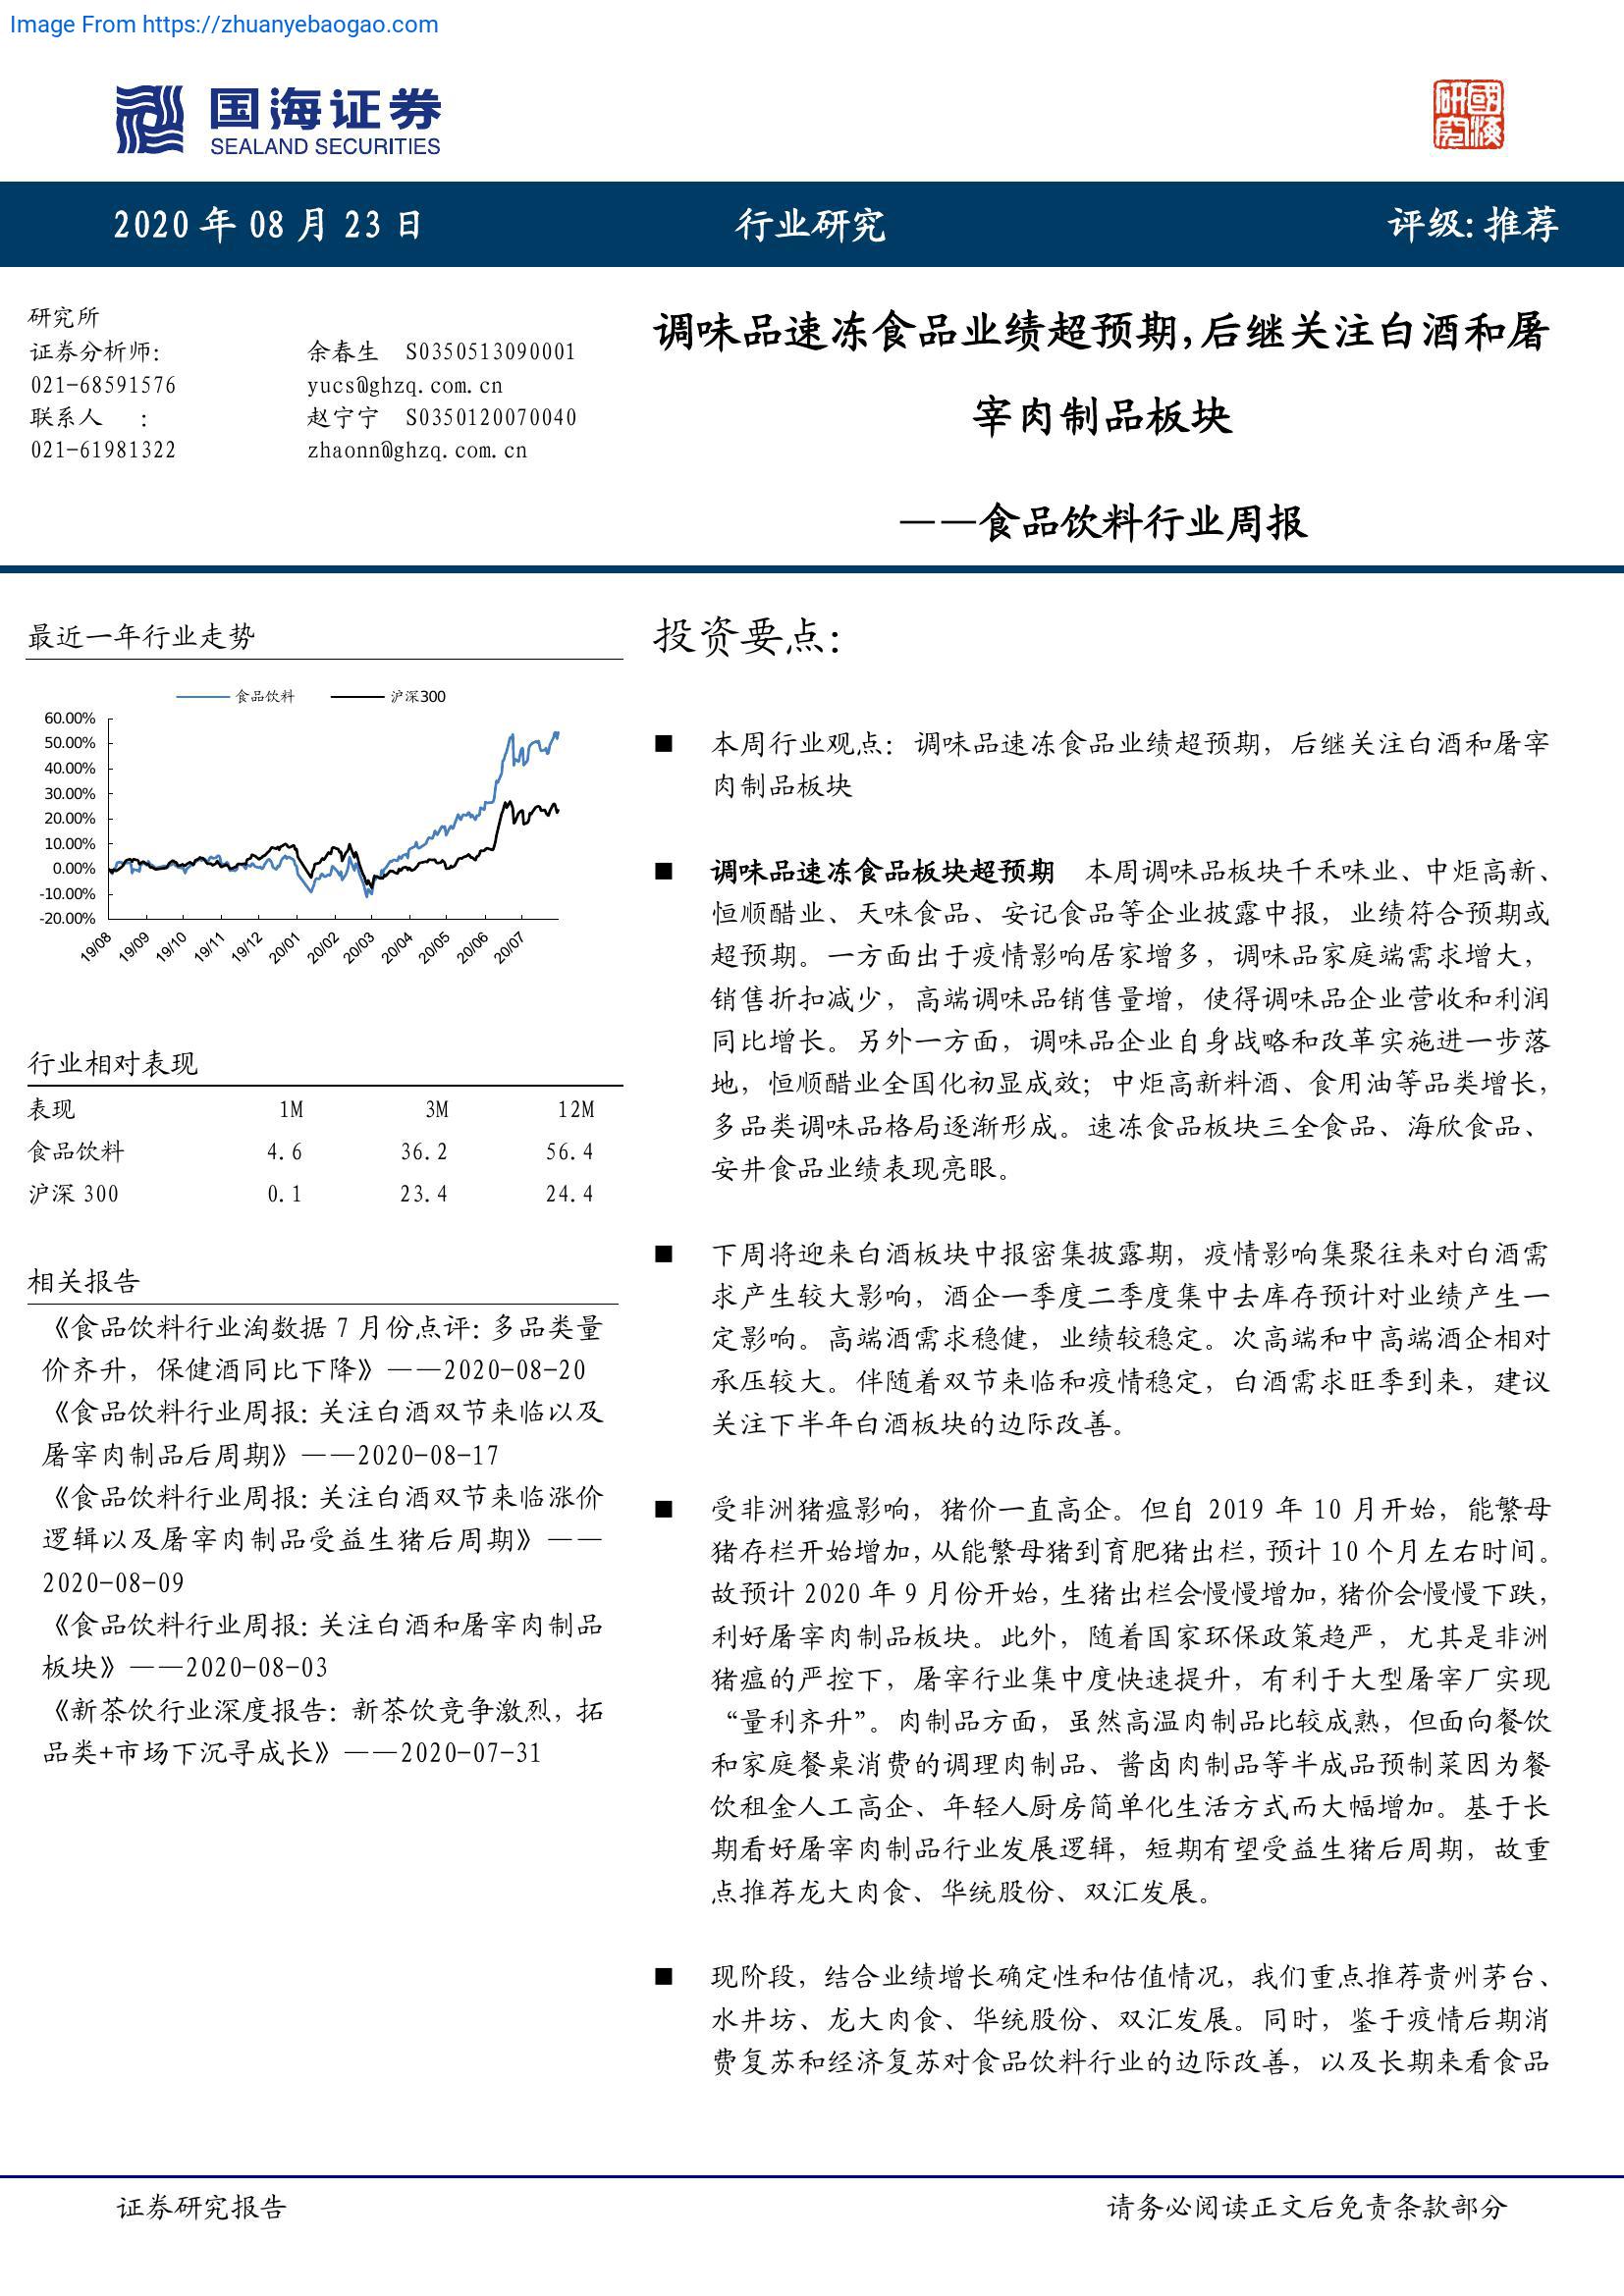 Image From https://zhuanyebaogao.com
国海证券
SEALAND SECURITIES
研究國海
2020 年 08 月 23 日
行业研究
评级:推荐
研究所
证券分析师: 余春生 S0350513090001
021-68591576 yucs@ghzq.com.cn
联系人 : 赵宁宁 S0350120070040
021-61981322 zhaonn@ghzq.com.cn
调味品速冻食品业绩超预期,后继关注白酒和屠
宰肉制品板块
——食品饮料行业周报
最近一年行业走势
食品饮料 沪深300
60.00%
50.00%
40.00%
30.00%
20.00%
10.00%
0.00%
-10.00%
-20.00%
19/08 19/09 19/10 19/11 19/12 20/01 20/02 20/03 20/04 20/05 20/06 20/07
行业相对表现
表现 1M 3M 12M
食品饮料 4.6 36.2 56.4
沪深 300 0.1 23.4 24.4
相关报告
《食品饮料行业淘数据 7 月份点评:多品类量
价齐升，保健酒同比下降》——2020-08-20
《食品饮料行业周报:关注白酒双节来临以及
屠宰肉制品后周期》——2020-08-17
《食品饮料行业周报:关注白酒双节来临涨价
逻辑以及屠宰肉制品受益生猪后周期》——
2020-08-09
《食品饮料行业周报:关注白酒和屠宰肉制品
板块》——2020-08-03
《新茶饮行业深度报告：新茶饮竞争激烈，拓
品类+市场下沉寻成长》——2020-07-31
投资要点：
■ 本周行业观点：调味品速冻食品业绩超预期，后继关注白酒和屠宰
肉制品板块
■ 调味品速冻食品板块超预期 本周调味品板块千禾味业、中炬高新、
恒顺醋业、天味食品、安记食品等企业披露中报，业绩符合预期或
超预期。一方面出于疫情影响居家增多，调味品家庭端需求增大，
销售折扣减少，高端调味品销售量增，使得调味品企业营收和利润
同比增长。另外一方面，调味品企业自身战略和改革实施进一步落
地，恒顺醋业全国化初显成效；中炬高新料酒、食用油等品类增长，
多品类调味品格局逐渐形成。速冻食品板块三全食品、海欣食品、
安井食品业绩表现亮眼。
■ 下周将迎来白酒板块中报密集披露期，疫情影响集聚往来对白酒需
求产生较大影响，酒企一季度二季度集中去库存预计对业绩产生一
定影响。高端酒需求稳健，业绩较稳定。次高端和中高端酒企相对
承压较大。伴随着双节来临和疫情稳定，白酒需求旺季到来，建议
关注下半年白酒板块的边际改善。
■ 受非洲猪瘟影响，猪价一直高企。但自 2019 年 10 月开始，能繁母
猪存栏开始增加,从能繁母猪到育肥猪出栏,预计 10 个月左右时间。
故预计 2020 年 9 月份开始,生猪出栏会慢慢增加,猪价会慢慢下跌,
利好屠宰肉制品板块。此外，随着国家环保政策趋严，尤其是非洲
猪瘟的严控下，屠宰行业集中度快速提升，有利于大型屠宰厂实现
“量利齐升”。肉制品方面，虽然高温肉制品比较成熟，但面向餐饮
和家庭餐桌消费的调理肉制品、酱卤肉制品等半成品预制菜因为餐
饮租金人工高企、年轻人厨房简单化生活方式而大幅增加。基于长
期看好屠宰肉制品行业发展逻辑，短期有望受益生猪后周期，故重
点推荐龙大肉食、华统股份、双汇发展。
■ 现阶段，结合业绩增长确定性和估值情况，我们重点推荐贵州茅台、
水井坊、龙大肉食、华统股份、双汇发展。同时，鉴于疫情后期消
费复苏和经济复苏对食品饮料行业的边际改善，以及长期来看食品
证券研究报告
请务必阅读正文后免责条款部分